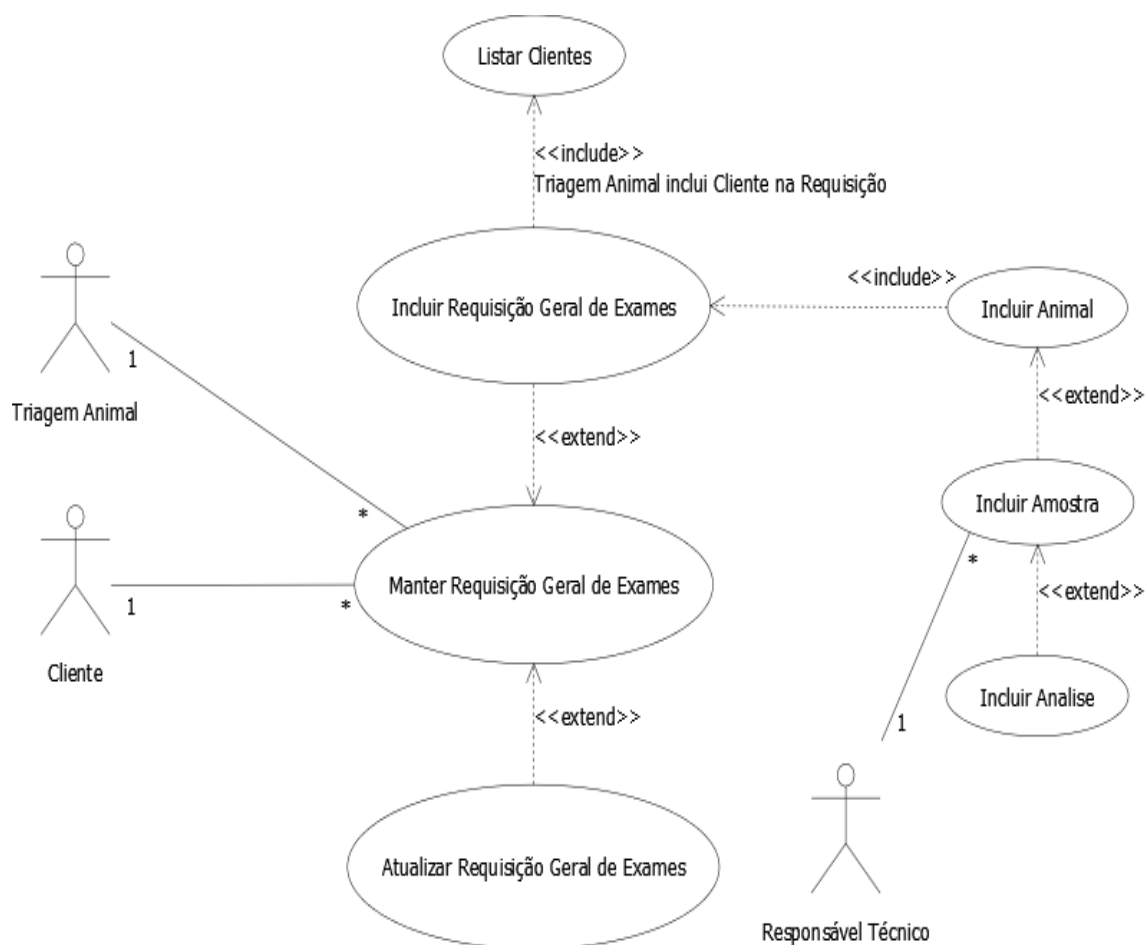 Listar Clientes
<<include>>
Triagem Animal inclui Cliente na Requisição
Incluir Requisição Geral de Exames
<<include>>
Incluir Animal
1
Triagem Animal
<<extend>>
<<extend>>
*
Incluir Amostra
*
Manter Requisição Geral de Exames
1
*
Cliente
<<extend>>
Incluir Analise
<<extend>>
1
Atualizar Requisição Geral de Exames
Responsável Técnico